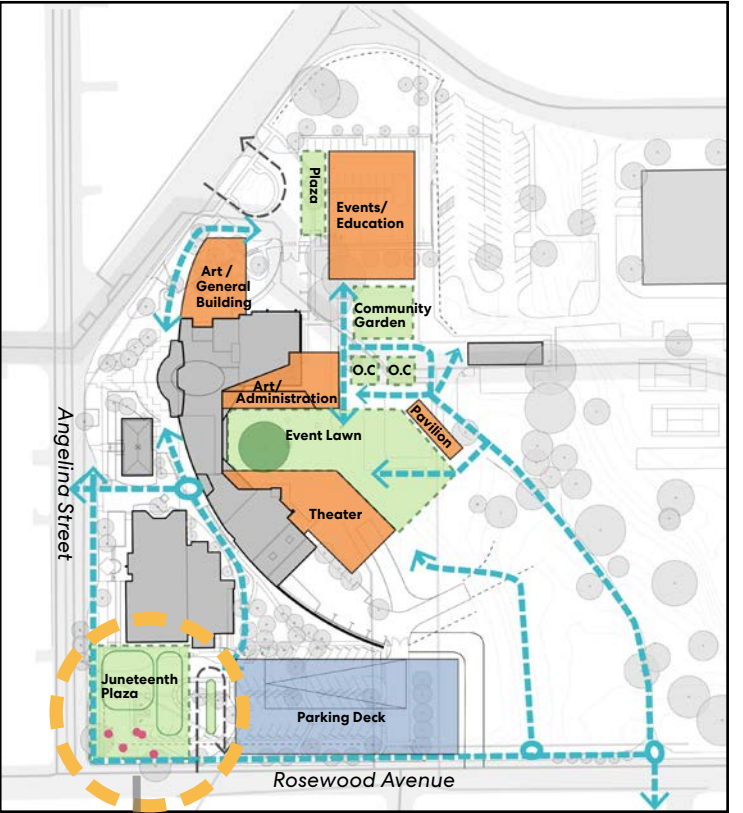 Plaza
Events/
Education
Art /
General
Building
Community
Garden
O.C
O.C
Art/
Administration
Pavilion
Event Lawn
Angelina Street
Theater
Juneteenth
Plaza
Parking Deck
Rosewood Avenue